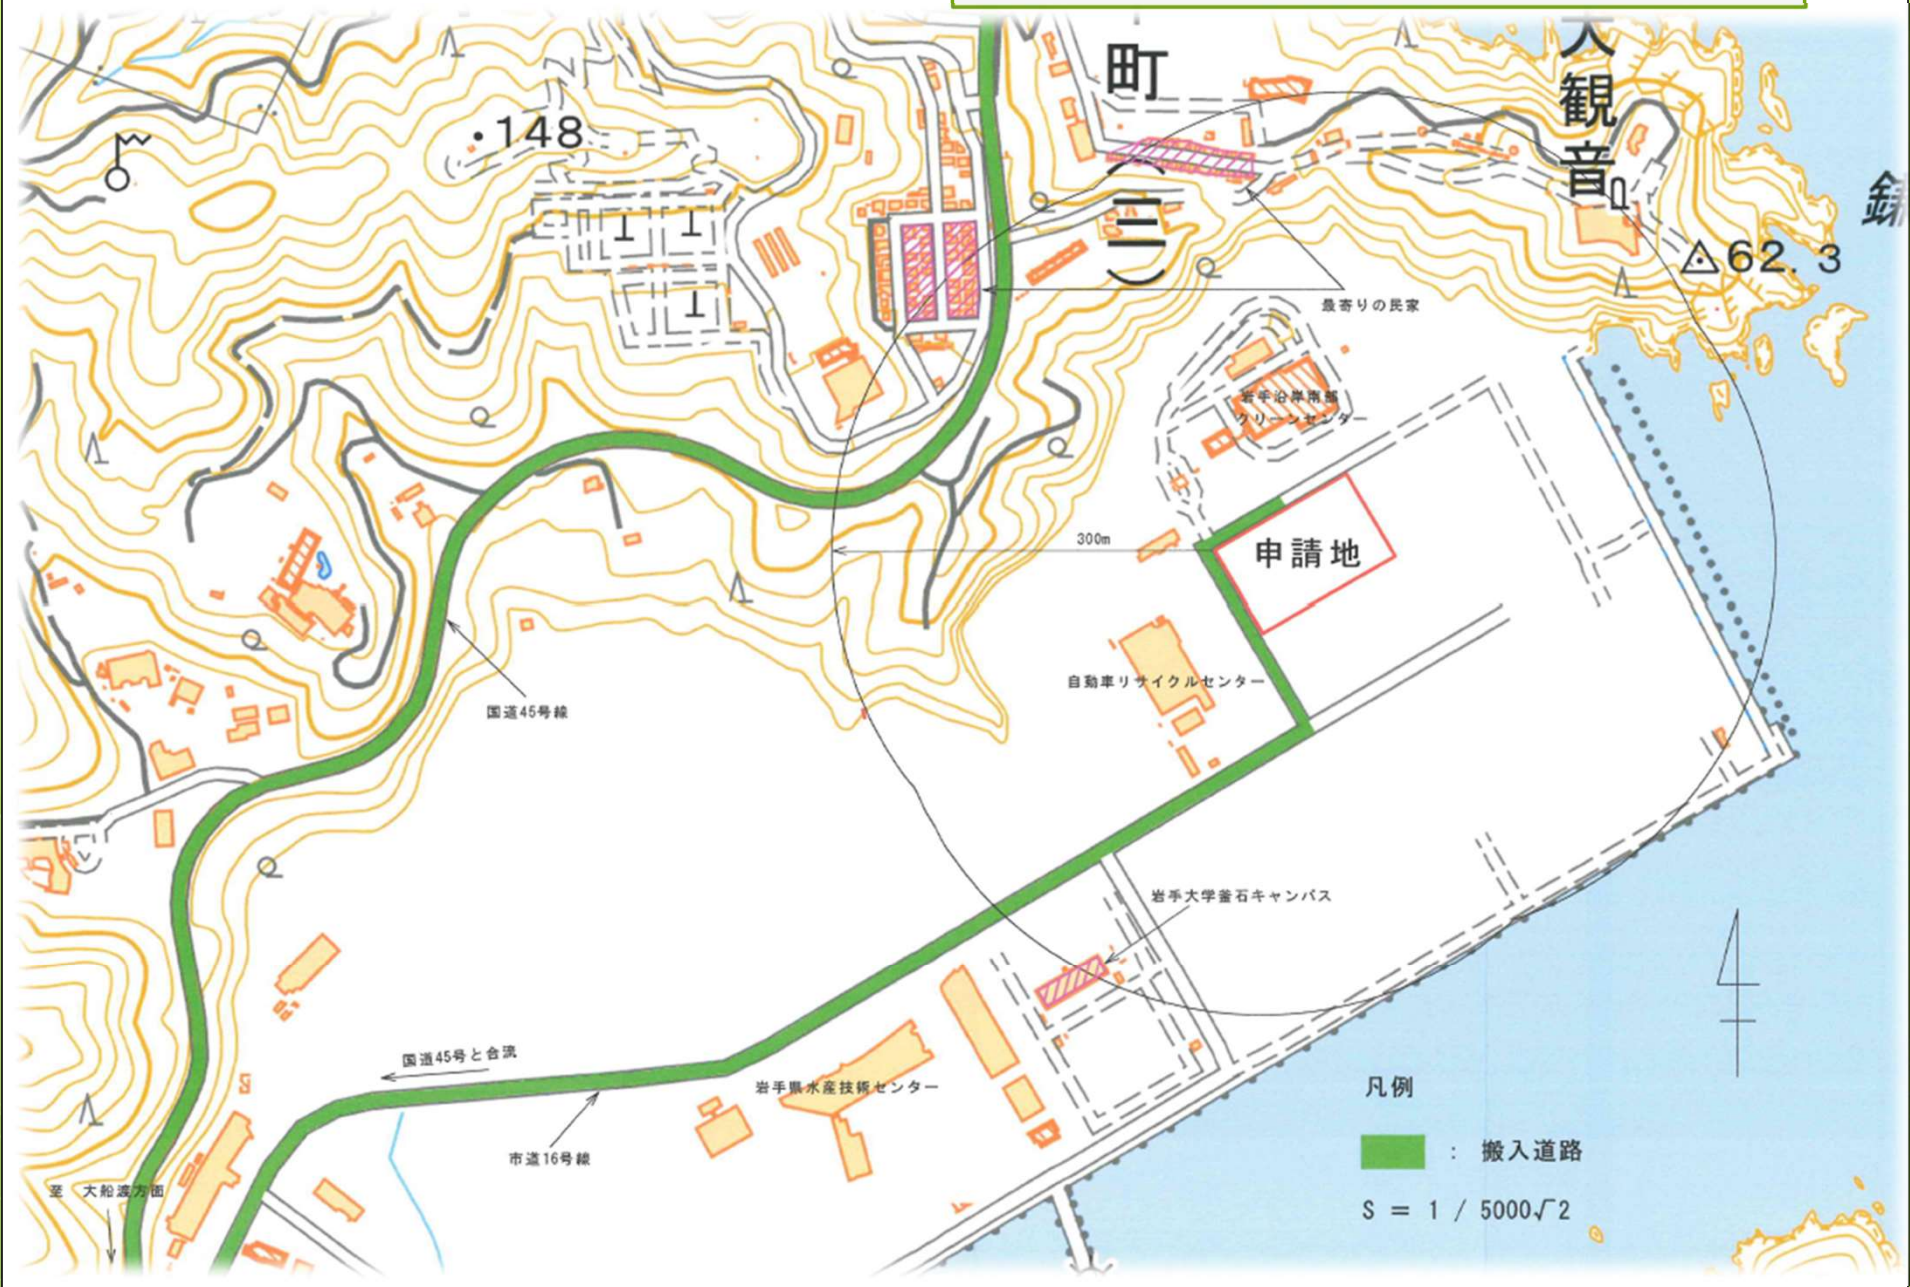 町
（三）
大観音
鎌
・148
62.3
最寄りの民家
岩手沿岸南部
クリーンセンター
300m
申請地
自動車リサイクルセンター
国道45号線
岩手大学釜石キャンパス
国道45号と合流
岩手県水産技術センター
市道16号線
至　大船渡方面
凡例
：　搬入道路
S = 1 / 5000√2